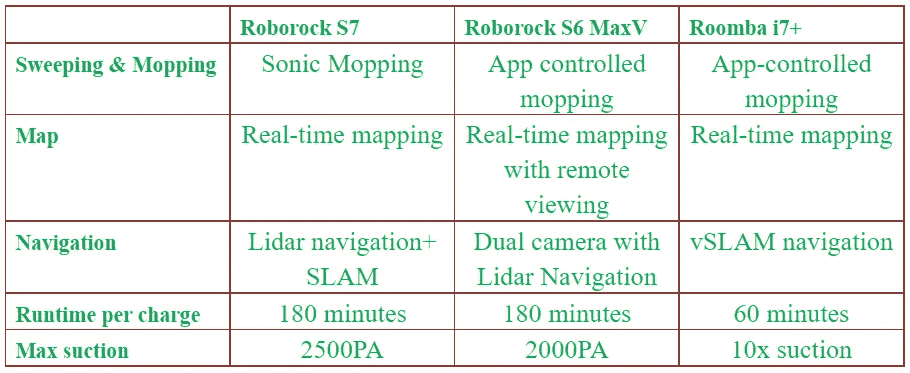 Roborock S7 Roborock S6 MaxV Roomba i7+
Sweeping & Mopping Sonic Mopping App controlled mopping App-controlled mopping
Map Real-time mapping Real-time mapping with remote viewing Real-time mapping
Navigation Lidar navigation+ SLAM Dual camera with Lidar Navigation vSLAM navigation
Runtime per charge 180 minutes 180 minutes 60 minutes
Max suction 2500PA 2000PA 10x suction